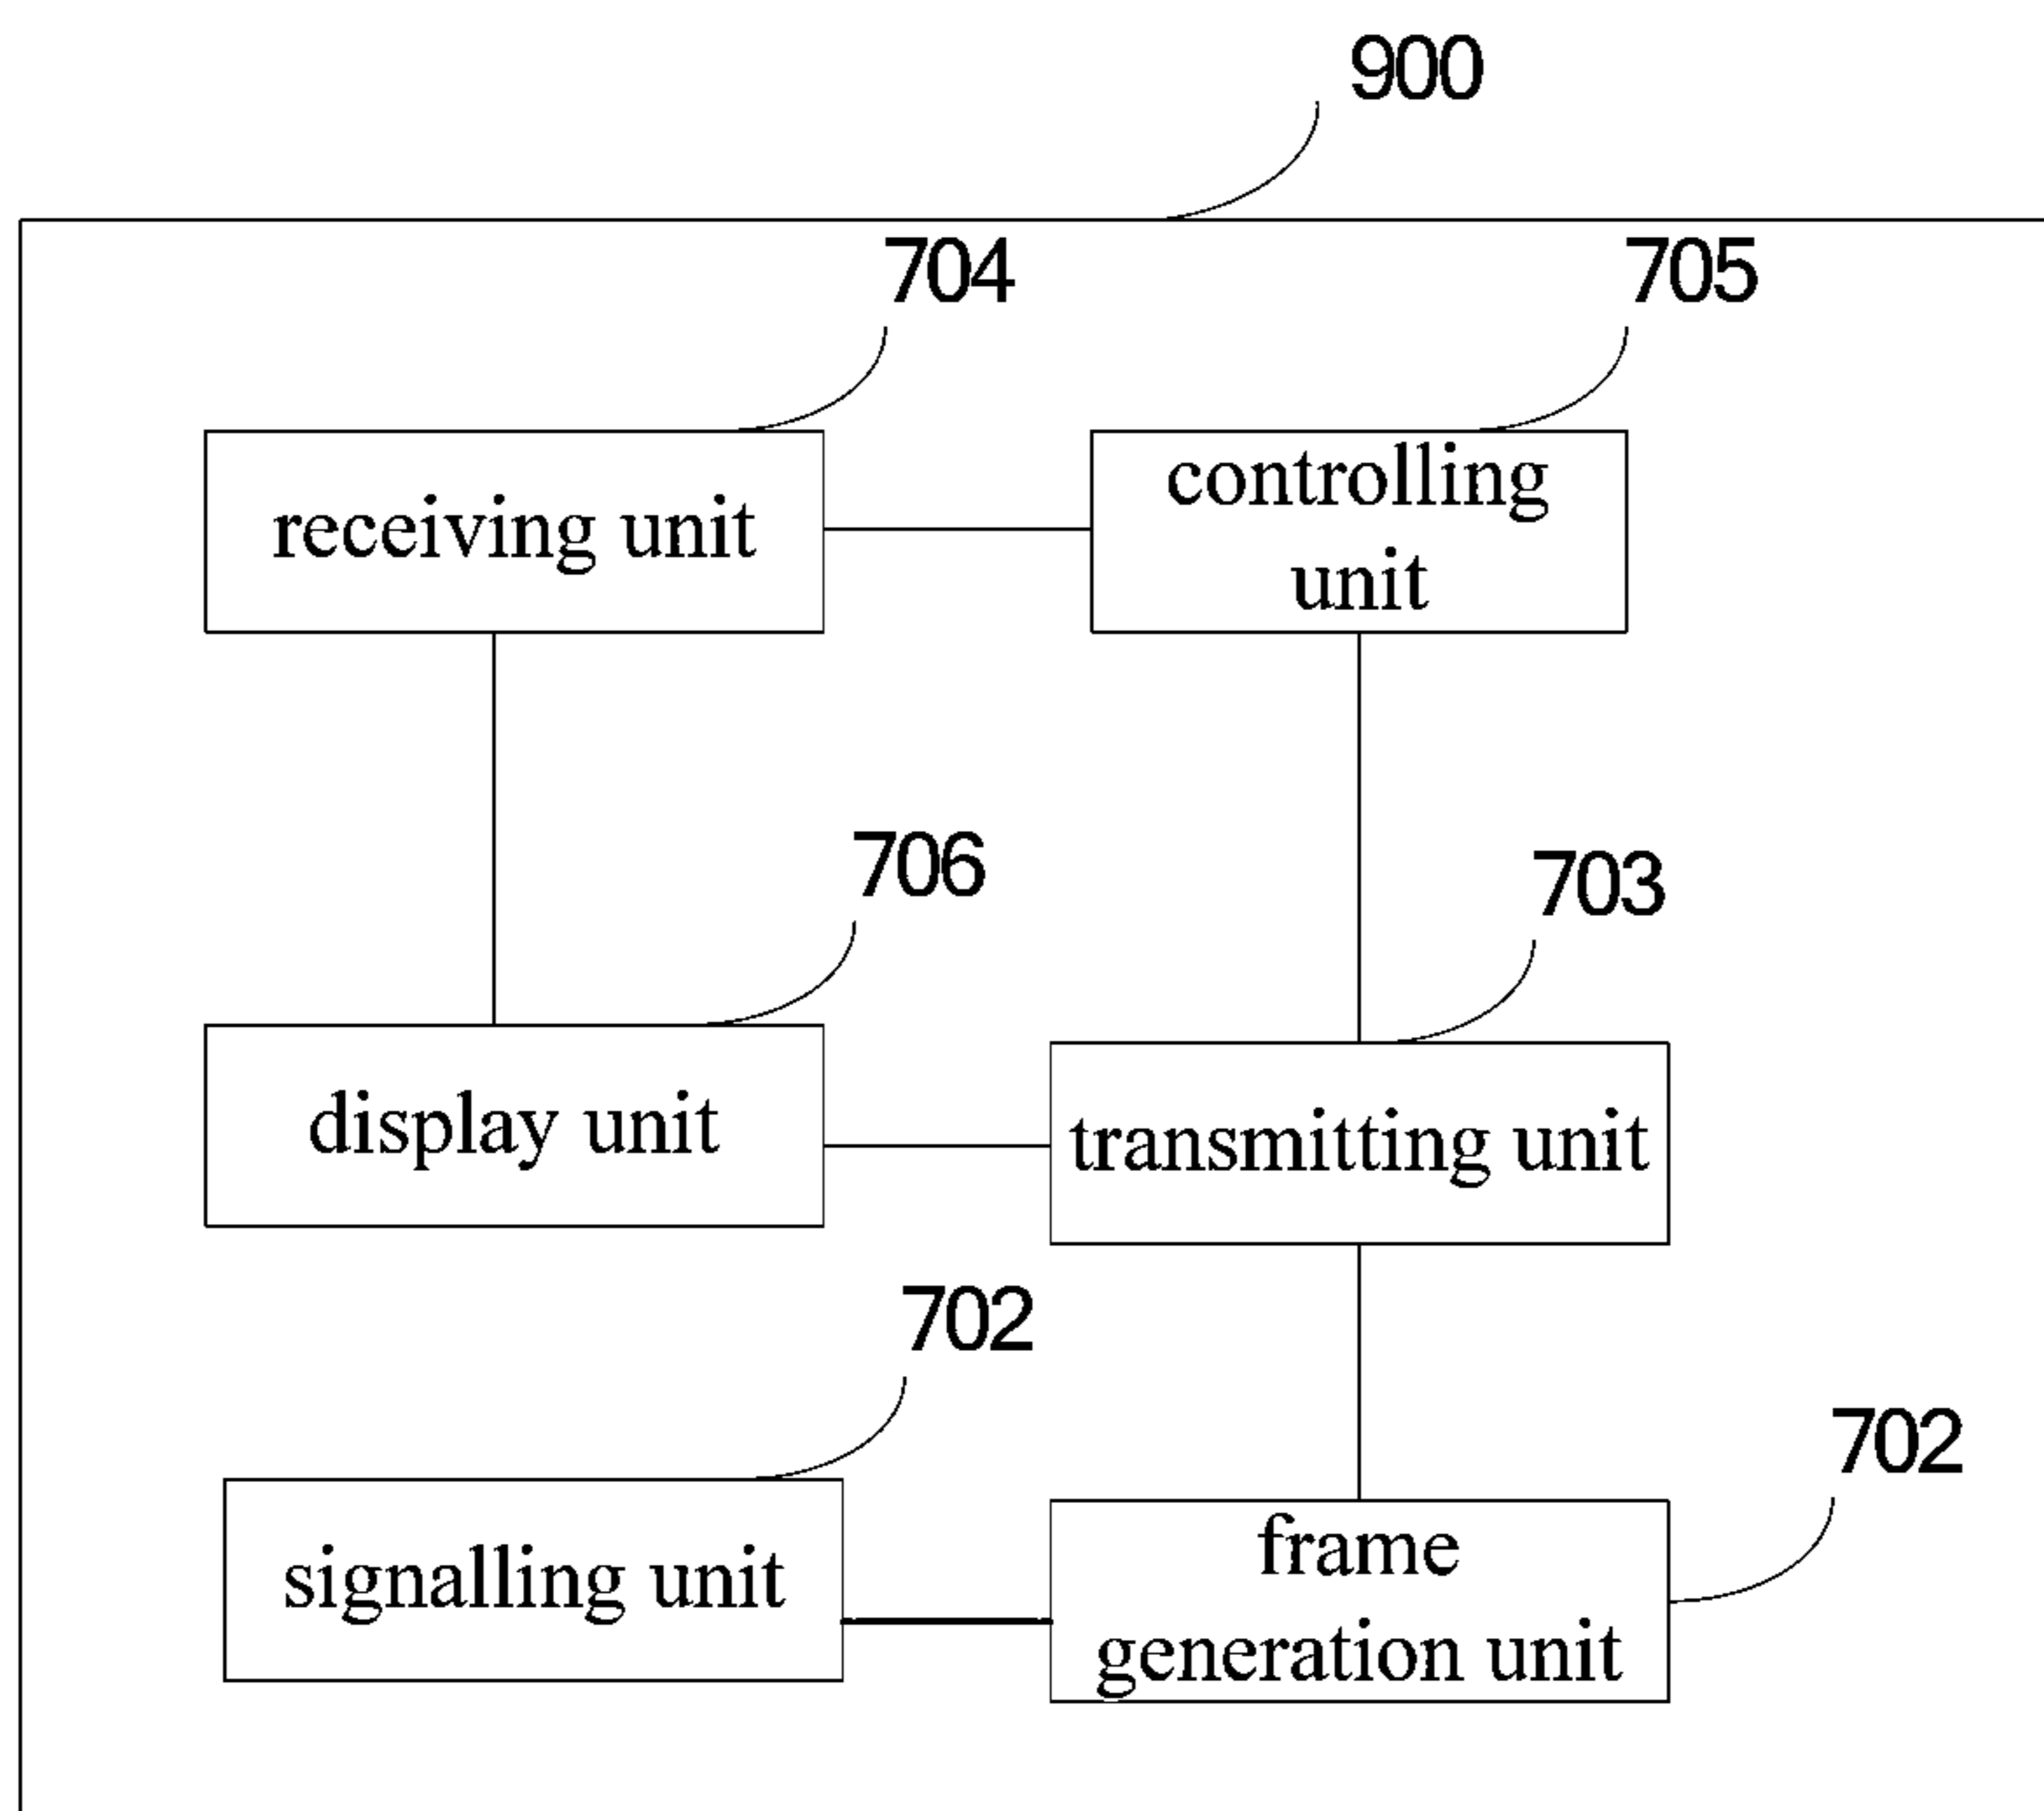 900
704
705
receiving unit
controlling
unit
706
703
display unit
transmitting unit
702
702
signalling unit
frame
generation unit